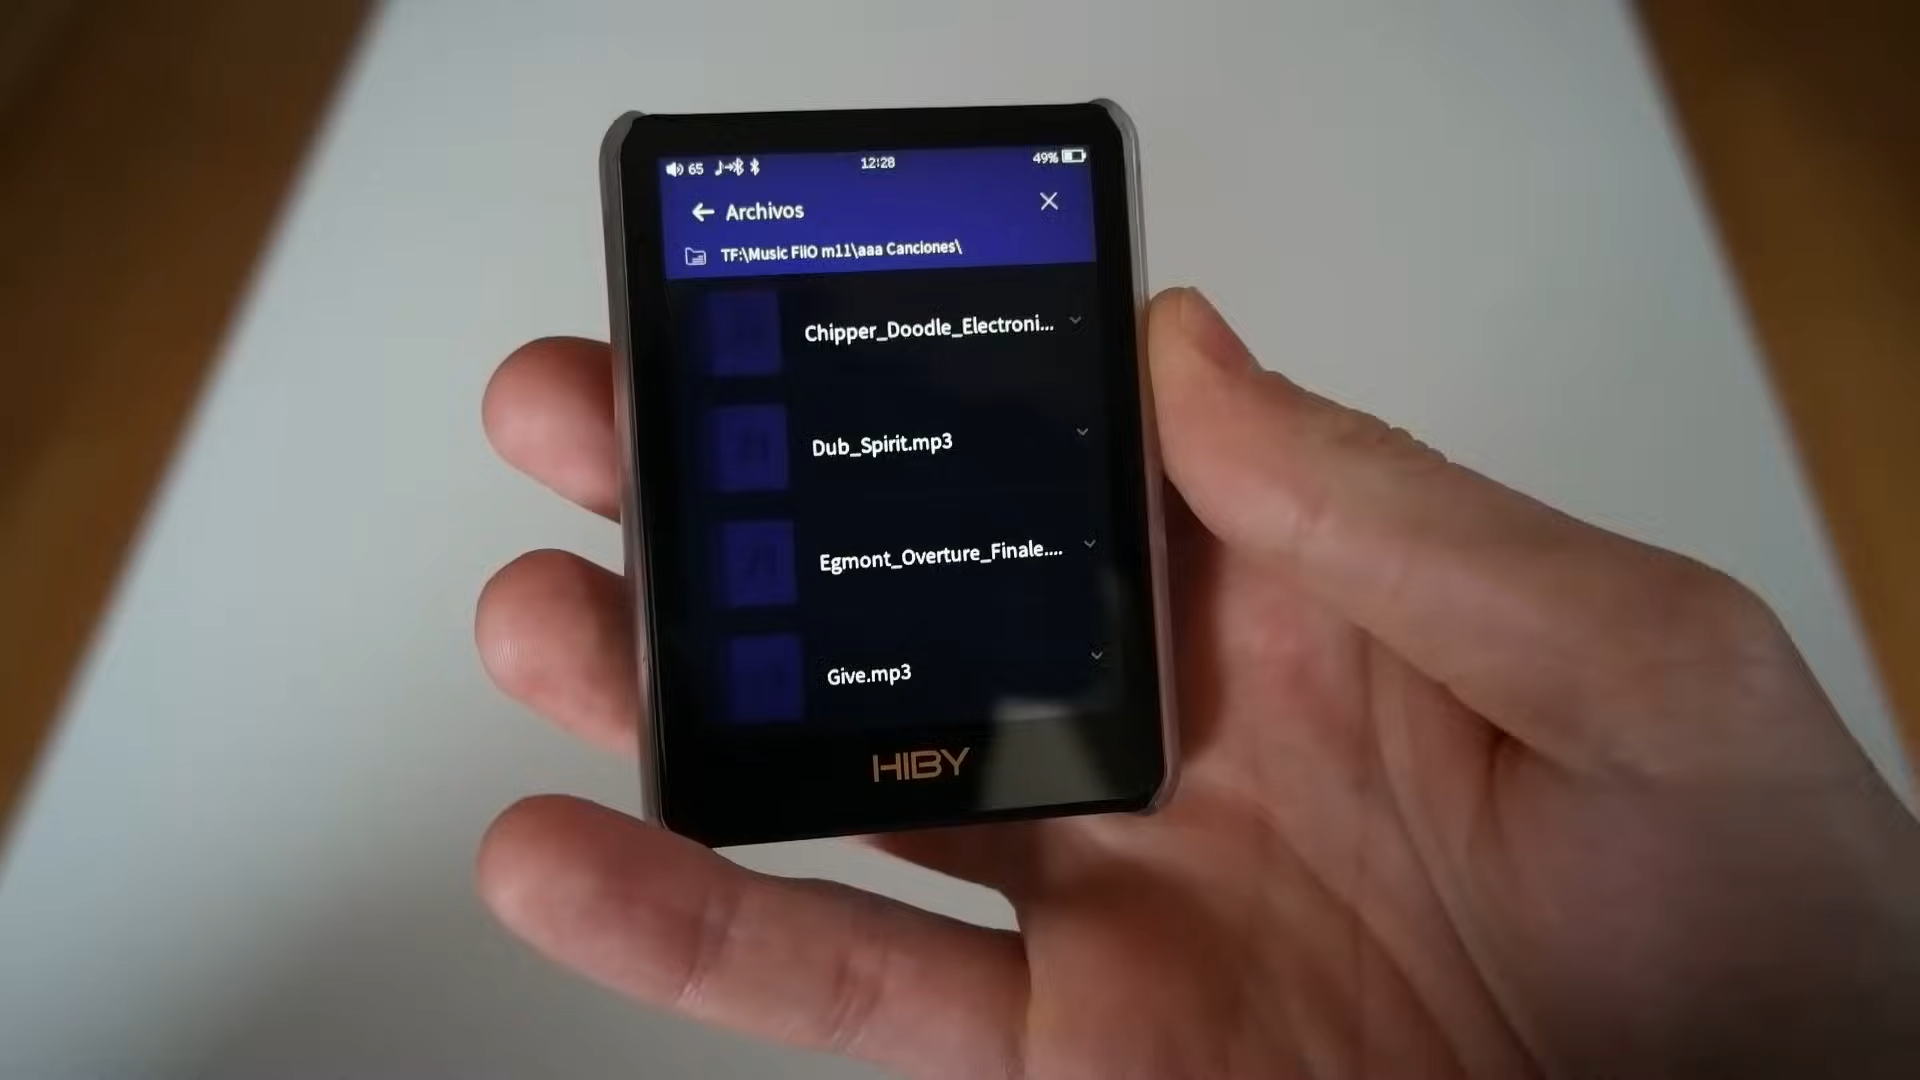 65 12:28 49%
Archivos
TF:\Music FiiO m11\aaa Canciones\
Chipper_Doodle_Electroni...
Dub_Spirit.mp3
Egmont_Overture_Finale....
Give.mp3
HIBY